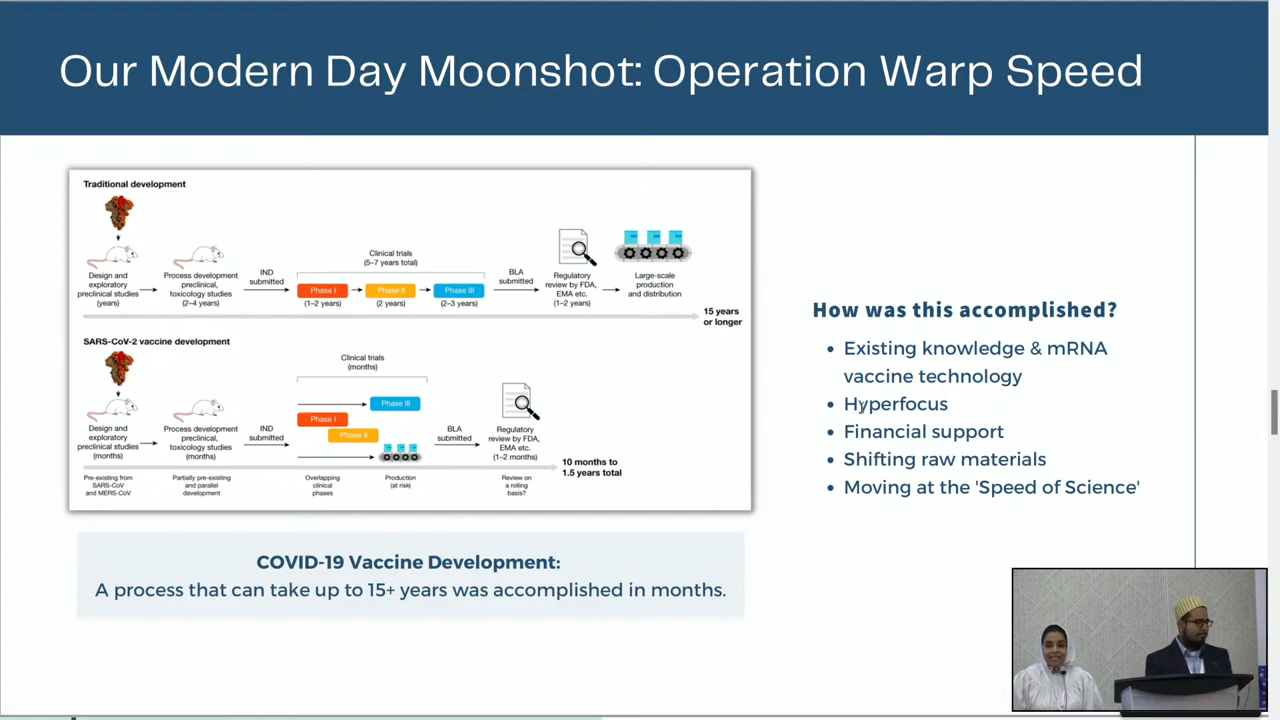 Our Modern Day Moonshot: Operation Warp Speed
Traditional development
Clinical trials
(5–7 years total)
IND
submitted
BLA
submitted
Design and
exploratory
preclinical studies
(years)
Process development
preclinical,
toxicology studies
(2–4 years)
Phase I
(1–2 years)
Phase II
(2 years)
Phase III
(2–3 years)
Regulatory
review by FDA,
EMA etc.
(1–2 years)
Large-scale
production
and distribution
15 years
or longer
SARS-CoV-2 vaccine development
Clinical trials
(months)
Design and
exploratory
preclinical studies
(months)
Process development
preclinical,
toxicology studies
(months)
IND
submitted
Phase III
Phase I
Phase II
BLA
submitted
Regulatory
review by FDA,
EMA etc.
(1–2 months)
10 months to
1.5 years total
Pre-existing from
SARS-CoV
and MERS-CoV
Partially pre-existing
and parallel
development
Overlapping
clinical
phases
Production
(at risk)
Review on
a rolling
basis?
COVID-19 Vaccine Development:
A process that can take up to 15+ years was accomplished in months.
How was this accomplished?
• Existing knowledge & mRNA
vaccine technology
• Hyperfocus
• Financial support
• Shifting raw materials
• Moving at the 'Speed of Science'